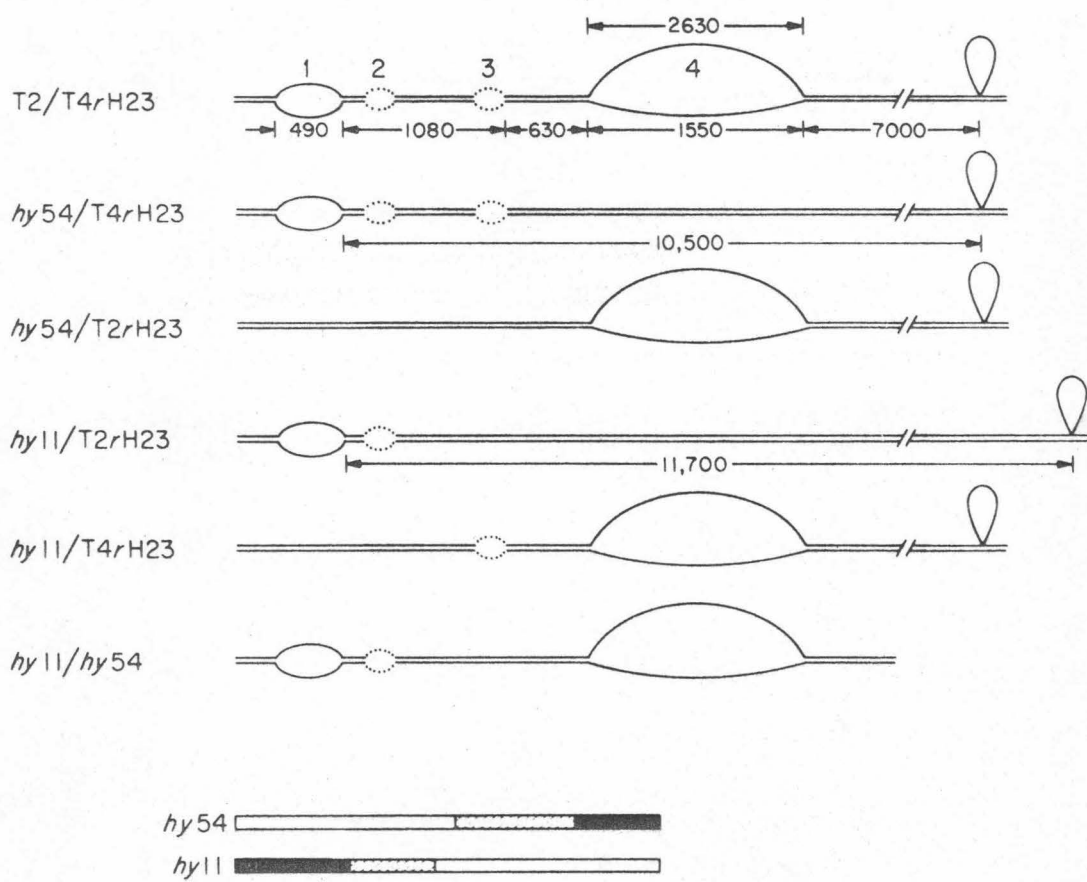 2630
1 2 3 4
T2/T4rH23
490 1080 630 1550 7000
hy54/T4rH23
10,500
hy54/T2rH23
hy11/T2rH23
11,700
hy11/T4rH23
hy11/hy54
hy54
hy11